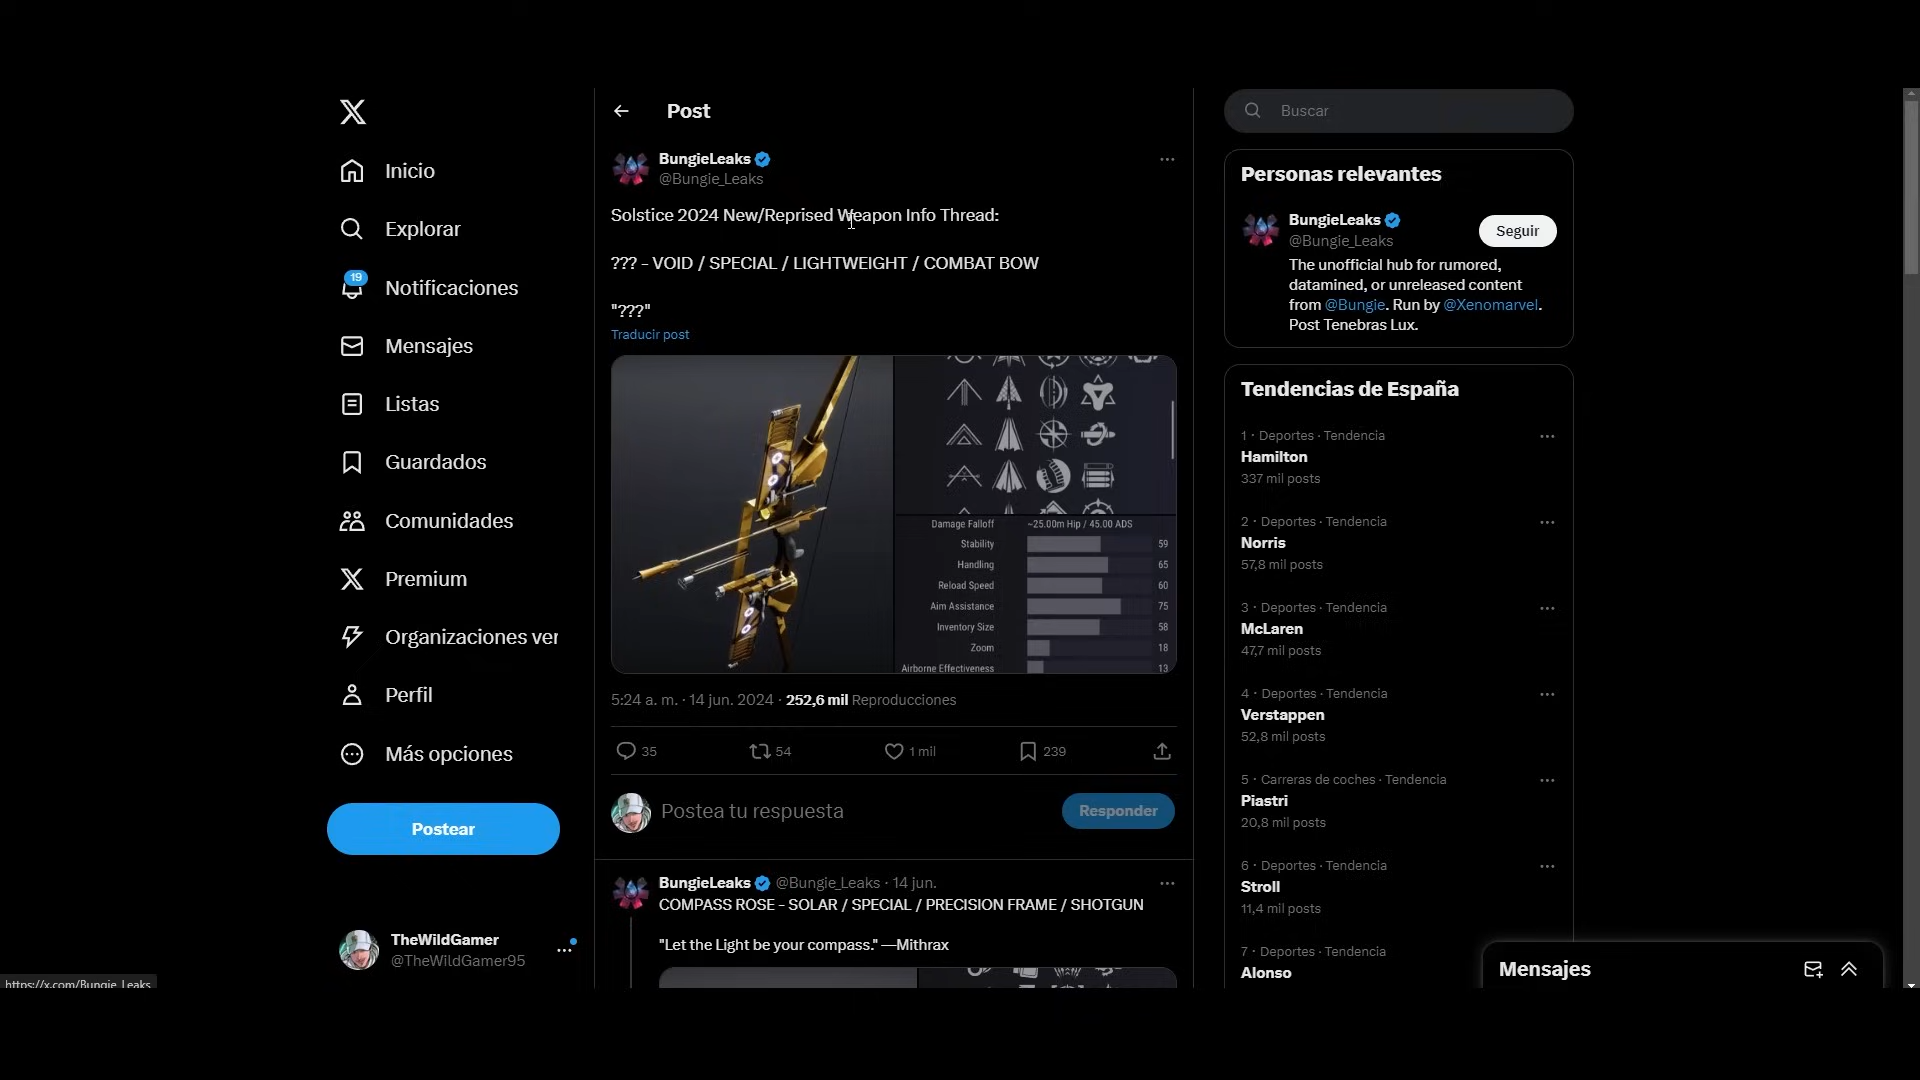 Inicio
Explorar
19
Notificaciones
Mensajes
Listas
Guardados
Comunidades
Premium
Organizaciones ver
Perfil
Más opciones
Postear
TheWildGamer
@TheWildGamer95
https://x.com/Bungie_Leaks
Post
BungieLeaks
@Bungie_Leaks
Solstice 2024 New/Reprised Weapon Info Thread:
??? - VOID / SPECIAL / LIGHTWEIGHT / COMBAT BOW
"???"
Traducir post
Damage Falloff ~25.00m Hip / 45.00 ADS
Stability 59
Handling 65
Reload Speed 60
Aim Assistance 75
Inventory Size 58
Zoom 18
Airborne Effectiveness 13
5:24 a. m. · 14 jun. 2024 · 252,6 mil Reproducciones
35 54 1 mil 239
Postea tu respuesta
Responder
BungieLeaks @Bungie_Leaks · 14 jun.
COMPASS ROSE - SOLAR / SPECIAL / PRECISION FRAME / SHOTGUN
"Let the Light be your compass." —Mithrax
Buscar
Personas relevantes
BungieLeaks
@Bungie_Leaks
Seguir
The unofficial hub for rumored,
datamined, or unreleased content
from @Bungie. Run by @Xenomarvel.
Post Tenebras Lux.
Tendencias de España
1 · Deportes · Tendencia
Hamilton
337 mil posts
2 · Deportes · Tendencia
Norris
57,8 mil posts
3 · Deportes · Tendencia
McLaren
47,7 mil posts
4 · Deportes · Tendencia
Verstappen
52,8 mil posts
5 · Carreras de coches · Tendencia
Piastri
20,8 mil posts
6 · Deportes · Tendencia
Stroll
11,4 mil posts
7 · Deportes · Tendencia
Alonso
Mensajes